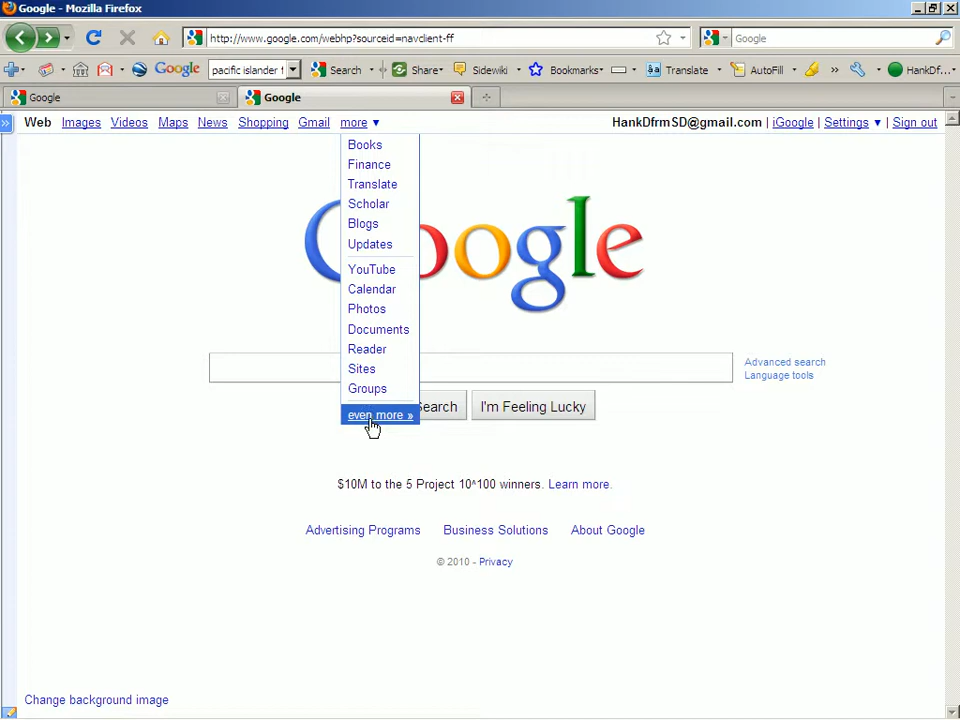 Google - Mozilla Firefox
http://www.google.com/webhp?sourceid=navclient-ff
Google
Google pacific islander f Search Share Sidewiki Bookmarks Translate AutoFill » HankDf...
Google Google
Web Images Videos Maps News Shopping Gmail more ▼ HankDfrmSD@gmail.com | iGoogle | Settings ▼ | Sign out
Books
Finance
Translate
Scholar
Blogs
Updates
YouTube
Calendar
Photos
Documents
Reader
Sites
Groups
even more »
Google
Advanced search
Language tools
Search I'm Feeling Lucky
$10M to the 5 Project 10^100 winners. Learn more.
Advertising Programs Business Solutions About Google
© 2010 - Privacy
Change background image